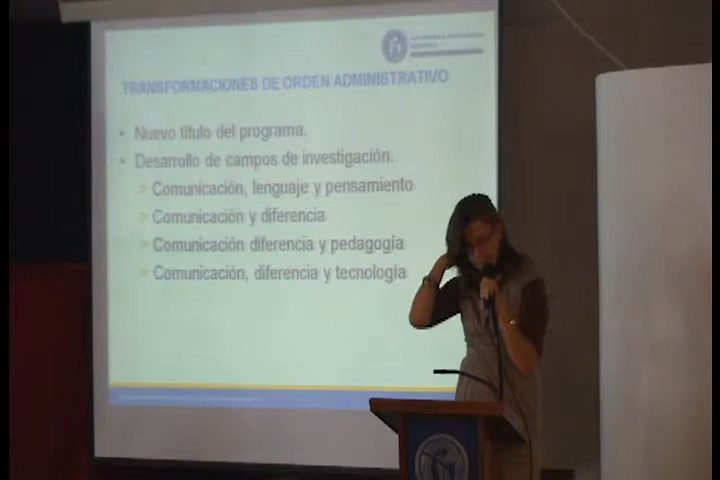 TRANSFORMACIONES DE ORDEN ADMINISTRATIVO
• Nuevo título del programa.
• Desarrollo de campos de investigación.
Comunicación, lenguaje y pensamiento
Comunicación y diferencia
Comunicación diferencia y pedagogía
Comunicación, diferencia y tecnología